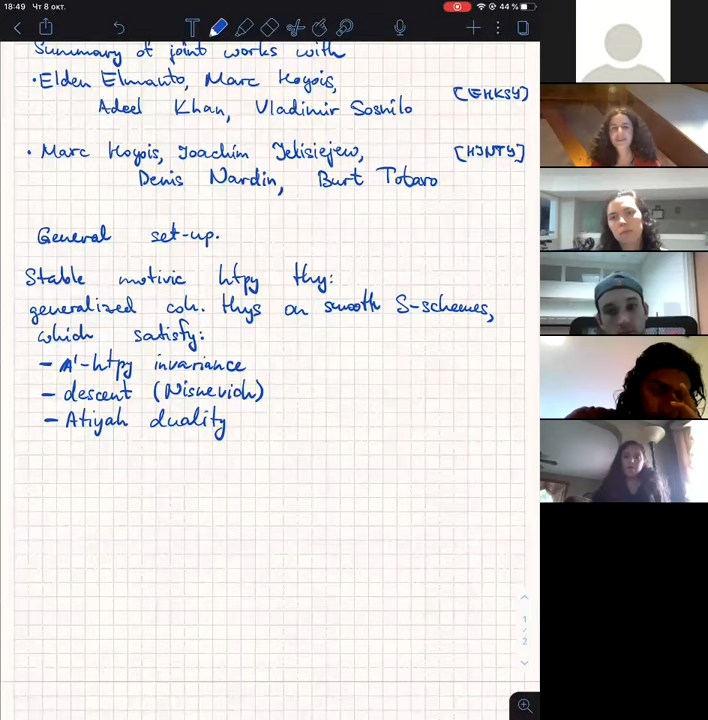 18:49 Чт 8 окт. 44 %
Summary of joint works with
• Elden Elmanto, Marc Hoyois,
Adeel Khan, Vladimir Sosnilo [EHKSY]
• Marc Hoyois, Joachim Jelisiejew,
Denis Nardin, Burt Totaro [HJNTY]
General set-up.
Stable motivic htpy thy:
generalized coh. thys on smooth S-schemes,
which satisfy:
- A¹-htpy invariance
- descent (Nisnevich)
- Atiyah duality
1
2